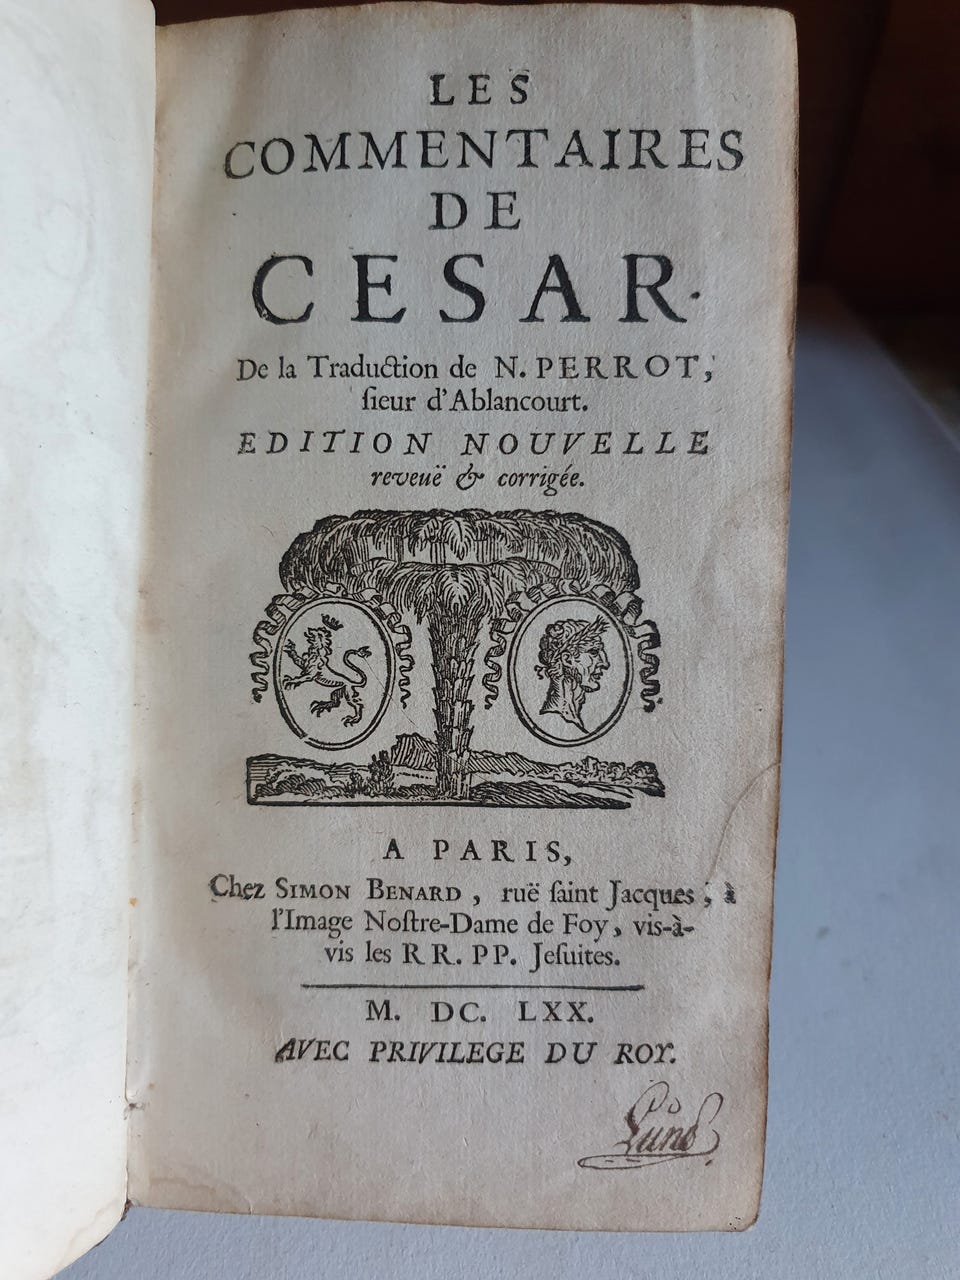 LES
COMMENTAIRES
DE
CESAR.
De la Traduction de N. PERROT,
ſieur d'Ablancourt.
EDITION NOUVELLE
reveuë & corrigée.
A PARIS,
Chez SIMON BENARD, ruë ſaint Jacques, à
l'Image Noſtre-Dame de Foy, vis-à-
vis les RR. PP. Jeſuites.
M. DC. LXX.
AVEC PRIVILEGE DU ROY.